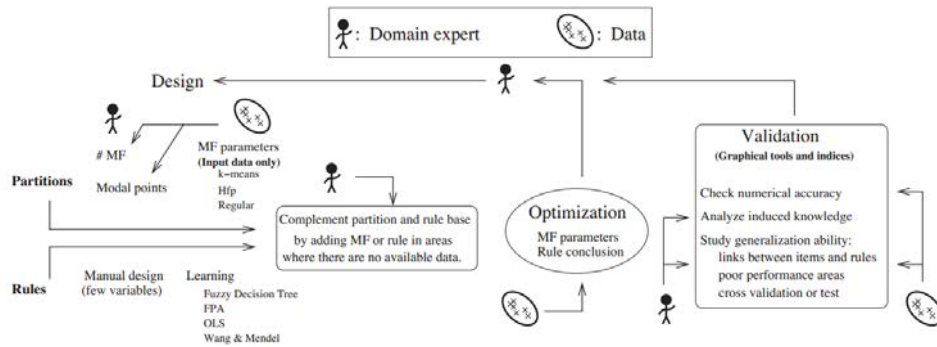 : Domain expert
: Data
Design
# MF
Modal points
MF parameters
(Input data only)
k-means
Hfp
Regular
Partitions
Complement partition and rule base
by adding MF or rule in areas
where there are no available data.
Rules
Manual design
(few variables)
Learning
Fuzzy Decision Tree
FPA
OLS
Wang & Mendel
Optimization
MF parameters
Rule conclusion
Validation
(Graphical tools and indices)
Check numerical accuracy
Analyze induced knowledge
Study generalization ability:
links between items and rules
poor performance areas
cross validation or test